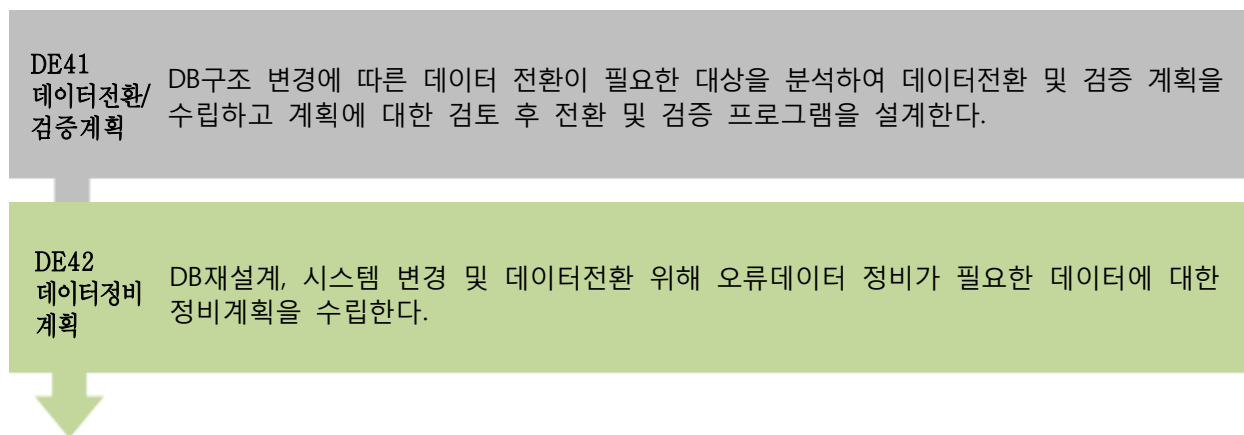 DE41
데이터전환/
검증계획
DB구조 변경에 따른 데이터 전환이 필요한 대상을 분석하여 데이터전환 및 검증 계획을
수립하고 계획에 대한 검토 후 전환 및 검증 프로그램을 설계한다.
DE42
데이터정비
계획
DB재설계, 시스템 변경 및 데이터전환 위해 오류데이터 정비가 필요한 데이터에 대한
정비계획을 수립한다.